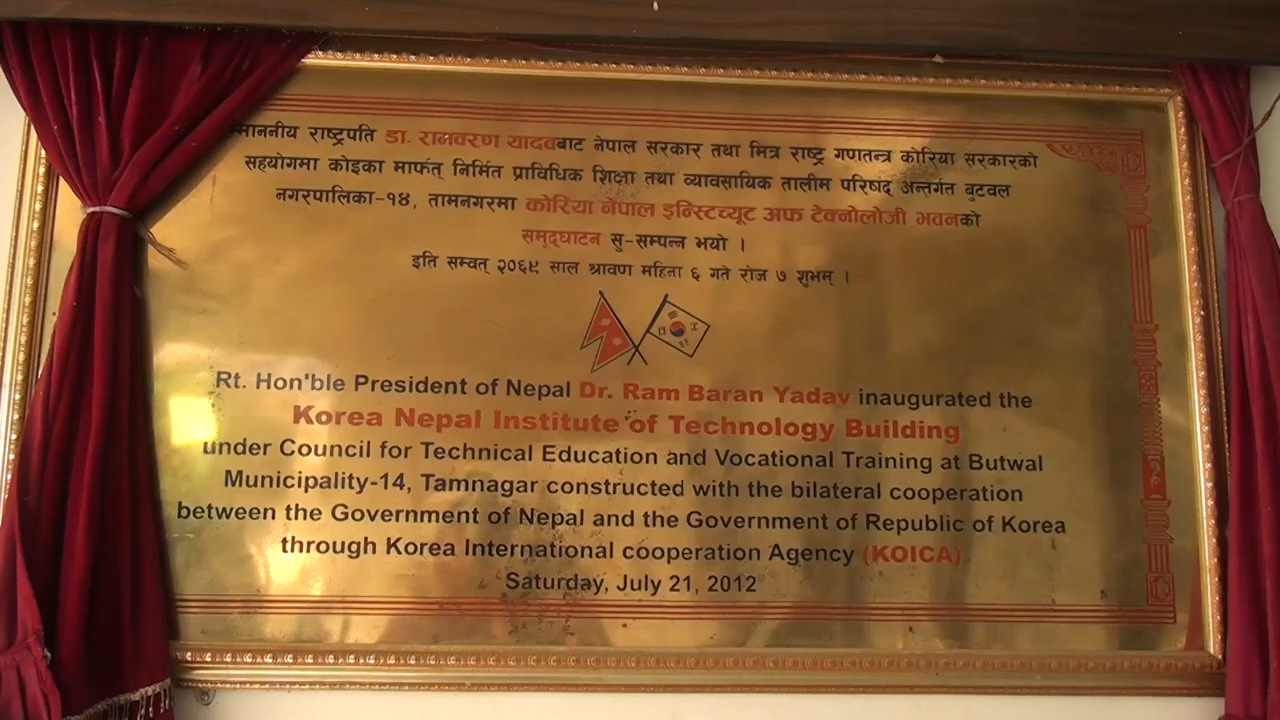 माननीय राष्ट्रपति डा. रामवरण यादवबाट नेपाल सरकार तथा मित्र राष्ट्र गणतन्त्र कोरिया सरकारको
सहयोगमा कोइका मार्फत् निर्मित प्राविधिक शिक्षा तथा व्यावसायिक तालीम परिषद् अन्तर्गत बुटवल
नगरपालिका-१४, तामनगरमा कोरिया नेपाल इन्स्टिच्यूट अफ टेक्नोलोजी भवनको
समुद्घाटन सु-सम्पन्न भयो ।
इति सम्वत् २०६९ साल श्रावण महिना ६ गते रोज ७ शुभम् ।
Rt. Hon'ble President of Nepal Dr. Ram Baran Yadav inaugurated the
Korea Nepal Institute of Technology Building
under Council for Technical Education and Vocational Training at Butwal
Municipality-14, Tamnagar constructed with the bilateral cooperation
between the Government of Nepal and the Government of Republic of Korea
through Korea International cooperation Agency (KOICA).
Saturday, July 21, 2012